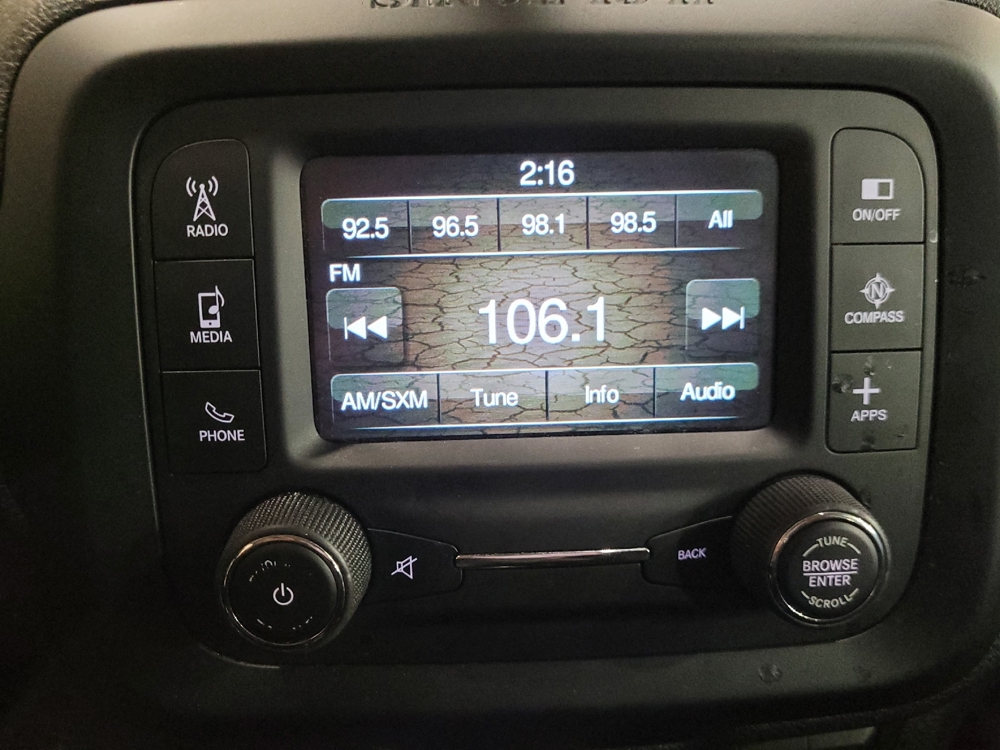 2:16
92.5 96.5 98.1 98.5 All
FM
106.1
AM/SXM Tune Info Audio
RADIO
MEDIA
PHONE
ON/OFF
N
COMPASS
APPS
BACK
TUNE
BROWSE
ENTER
SCROLL